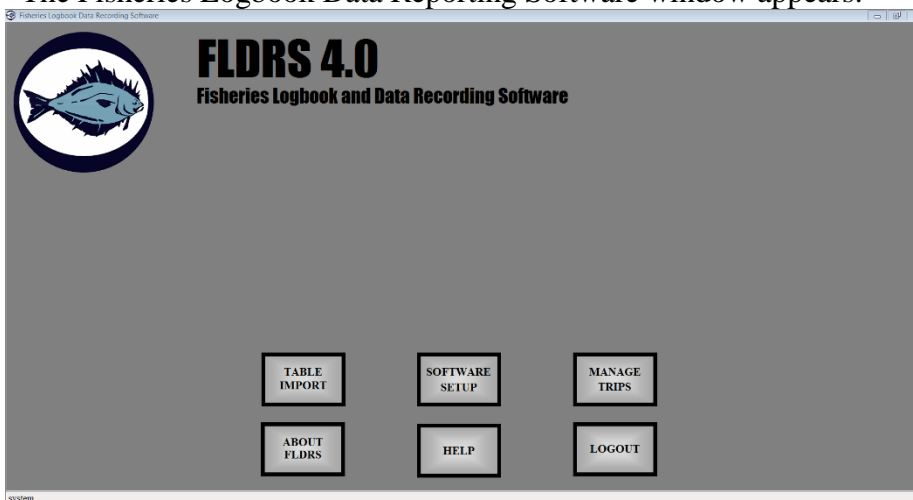 The Fisheries Logbook Data Reporting Software window appears.
Fisheries Logbook Data Recording Software
FLDRS 4.0
Fisheries Logbook and Data Recording Software
TABLE
IMPORT
SOFTWARE
SETUP
MANAGE
TRIPS
ABOUT
FLDRS
HELP
LOGOUT
system